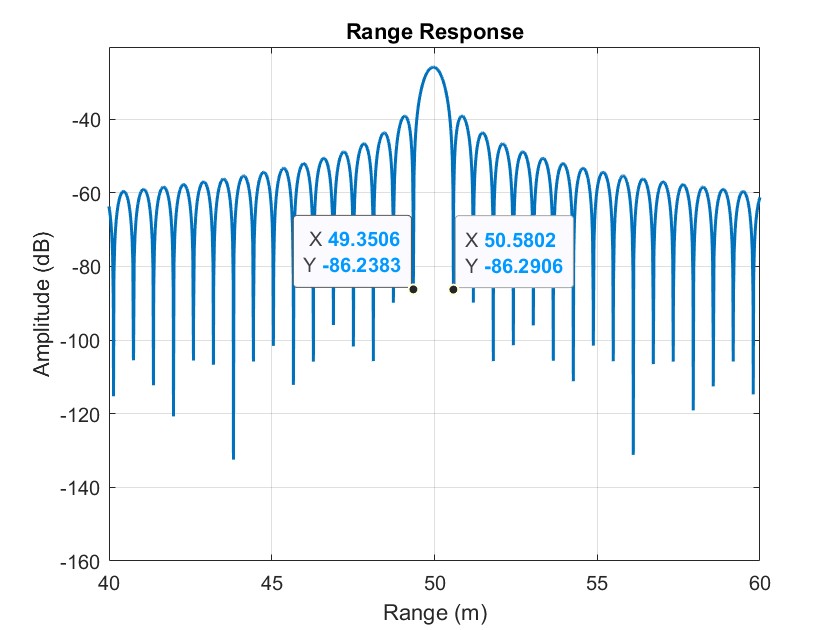 Range Response
Amplitude (dB)
-40
-60
-80
-100
-120
-140
-160
X 49.3506
Y -86.2383
X 50.5802
Y -86.2906
40
45
50
55
60
Range (m)